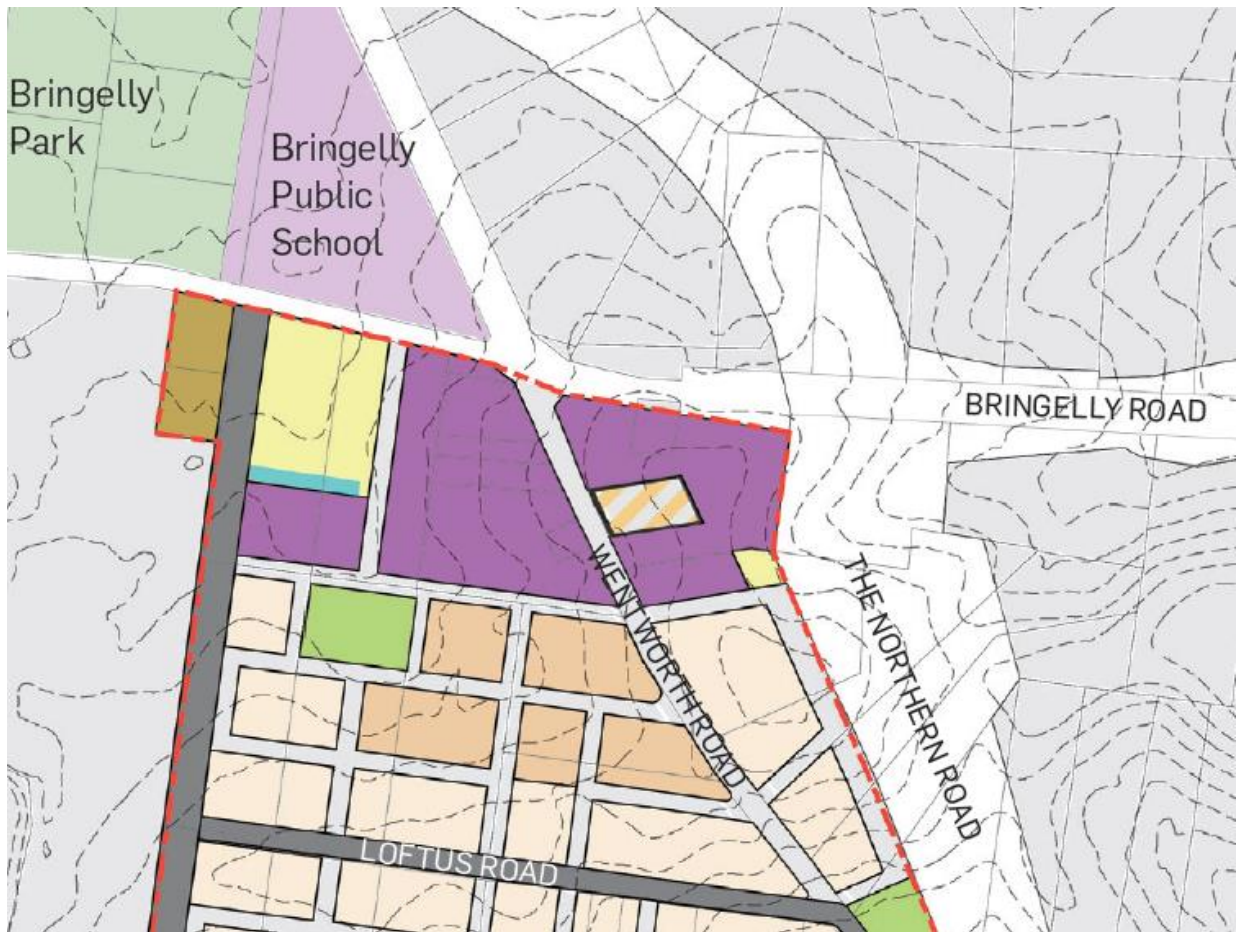 Bringelly
Park
Bringelly
Public
School
BRINGELLY ROAD
WENTWORTH ROAD
THE NORTHERN ROAD
LOFTUS ROAD